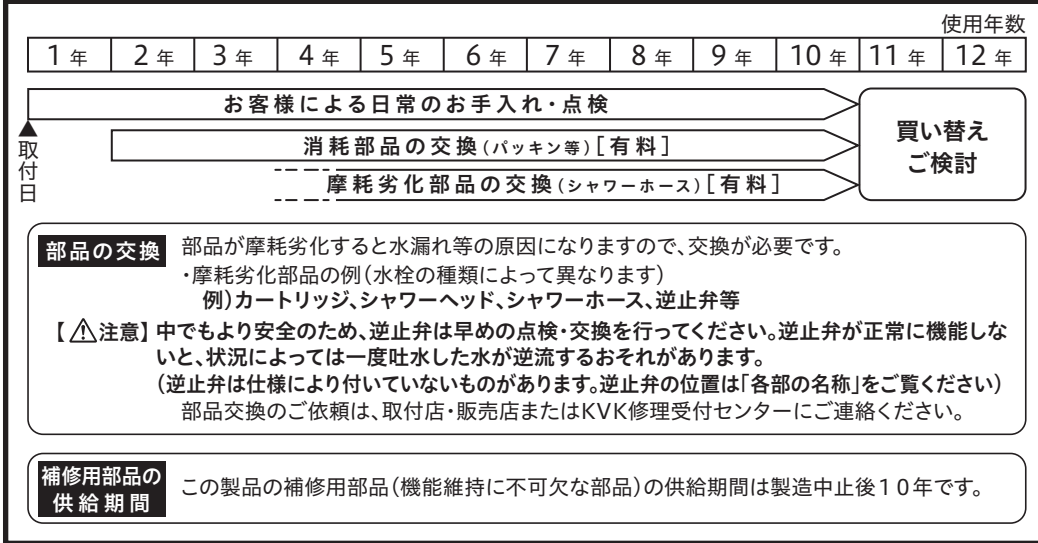 使用年数
1年 2年 3年 4年 5年 6年 7年 8年 9年 10年 11年 12年
お客様による日常のお手入れ・点検
▲取付日
消耗部品の交換(パッキン等)[有料]
摩耗劣化部品の交換(シャワーホース)[有料]
買い替え
ご検討
部品の交換 部品が摩耗劣化すると水漏れ等の原因になりますので、交換が必要です。
・摩耗劣化部品の例(水栓の種類によって異なります)
例)カートリッジ、シャワーヘッド、シャワーホース、逆止弁等
【⚠注意】中でもより安全のため、逆止弁は早めの点検・交換を行ってください。逆止弁が正常に機能しな
いと、状況によっては一度吐水した水が逆流するおそれがあります。
(逆止弁は仕様により付いていないものがあります。逆止弁の位置は「各部の名称」をご覧ください)
部品交換のご依頼は、取付店・販売店またはKVK修理受付センターにご連絡ください。
補修用部品の
供給期間
この製品の補修用部品(機能維持に不可欠な部品)の供給期間は製造中止後10年です。